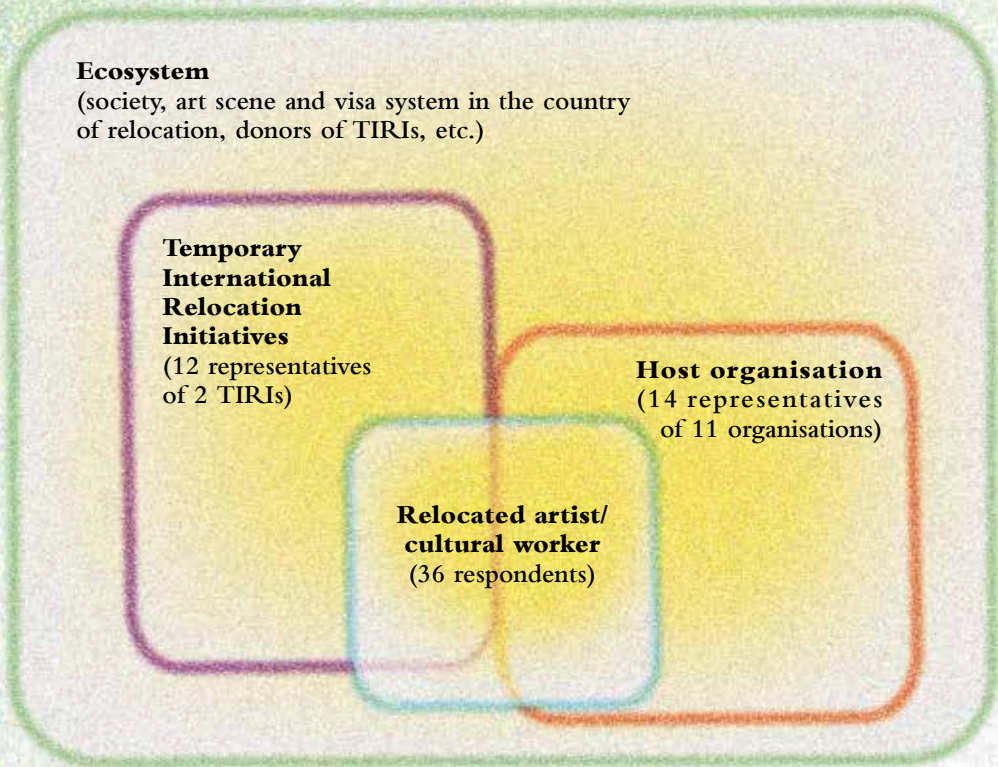 Ecosystem
(society, art scene and visa system in the country
of relocation, donors of TIRIs, etc.)
Temporary
International
Relocation
Initiatives
(12 representatives
of 2 TIRIs)
Host organisation
(14 representatives
of 11 organisations)
Relocated artist/
cultural worker
(36 respondents)